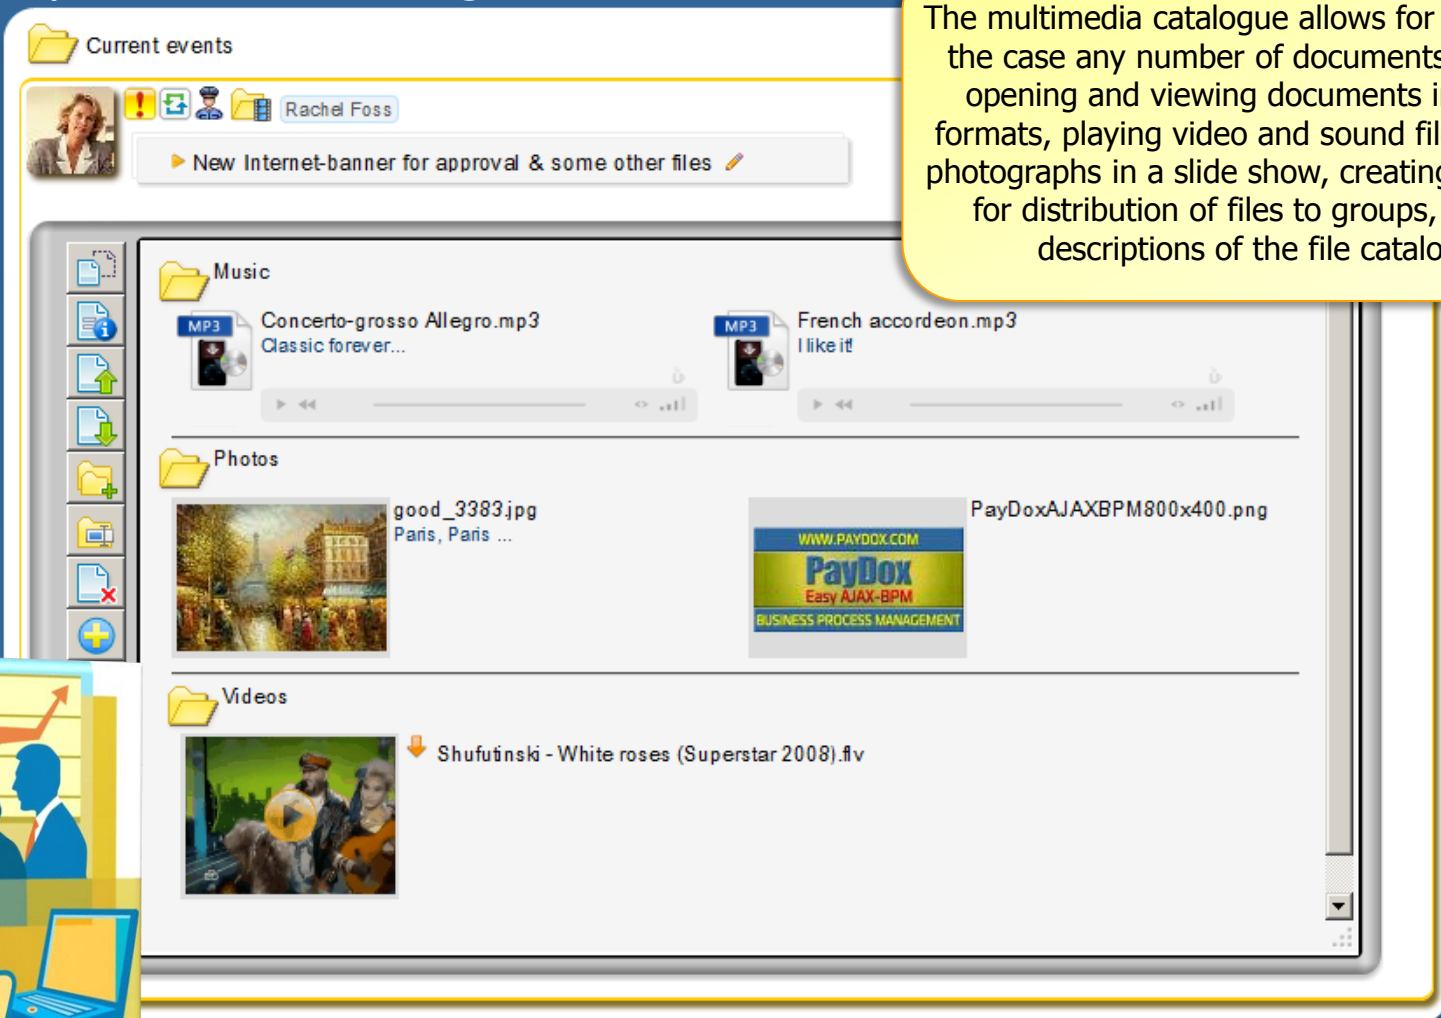 Current events
Rachel Foss
New Internet-banner for approval & some other files
The multimedia catalogue allows for
the case any number of documents
opening and viewing documents i
formats, playing video and sound fil
photographs in a slide show, creating
for distribution of files to groups,
descriptions of the file catalo
Music
MP3
Concerto-grosso Allegro.mp3
Classic forever...
MP3
French accordeon.mp3
I like it!
Photos
good_3383.jpg
Paris, Paris ...
WWW.PAYDOX.COM
PayDox
Easy AJAX-BPM
BUSINESS PROCESS MANAGEMENT
PayDoxAJAXBPM800x400.png
Videos
Shufutinski - White roses (Superstar 2008).flv